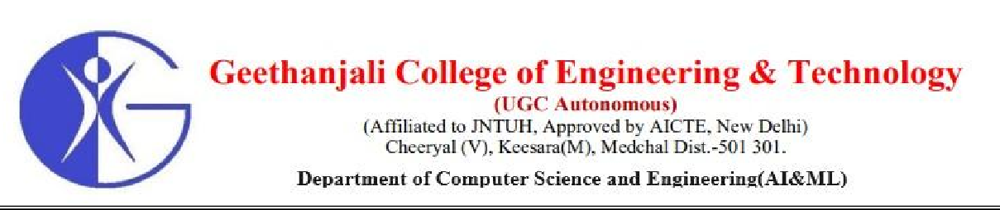 Geethanjali College of Engineering & Technology
(UGC Autonomous)
(Affiliated to JNTUH, Approved by AICTE, New Delhi)
Cheeryal (V), Keesara(M), Medchal Dist.-501 301.
Department of Computer Science and Engineering(AI&ML)